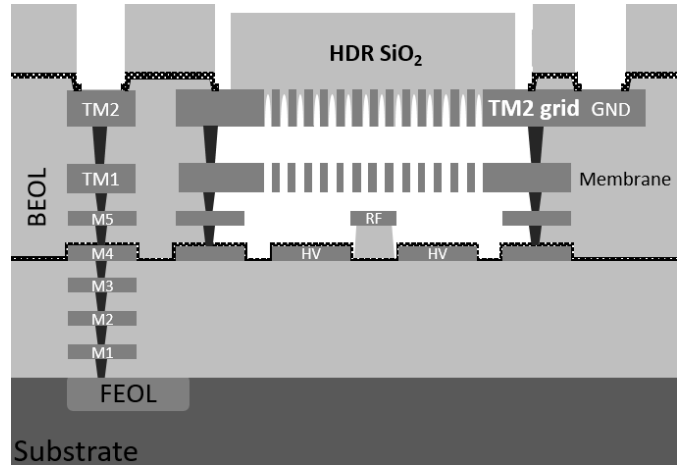 HDR SiO₂
TM2
TM2 grid
GND
TM1
Membrane
BEOL
M5
RF
M4
HV
HV
M3
M2
M1
FEOL
Substrate